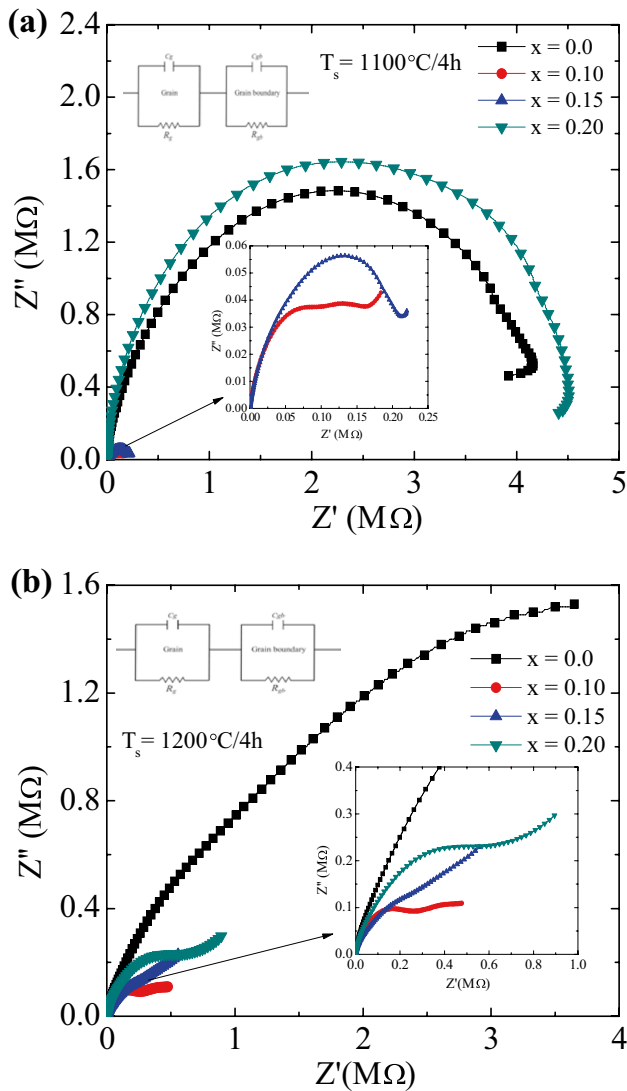 (a)
2.4
2.0
1.6
1.2
0.8
0.4
0.0
Z'' (MΩ)
Cg
Cgb
Grain
Grain boundary
Rg
Rgb
Ts = 1100°C/4h
x = 0.0
x = 0.10
x = 0.15
x = 0.20
0.06
0.05
0.04
0.03
0.02
0.01
0.00
Z'' (MΩ)
0.00 0.05 0.10 0.15 0.20 0.25
Z' (MΩ)
1 2 3 4 5
Z' (MΩ)
(b)
1.6
1.2
0.8
0.4
0.0
Z'' (MΩ)
Cg
Cgb
Grain
Grain boundary
Rg
Rgb
Ts = 1200°C/4h
x = 0.0
x = 0.10
x = 0.15
x = 0.20
0.4
0.3
0.2
0.1
0.0
Z'' (MΩ)
0.0 0.2 0.4 0.6 0.8 1.0
Z'(MΩ)
0 1 2 3 4
Z'(MΩ)